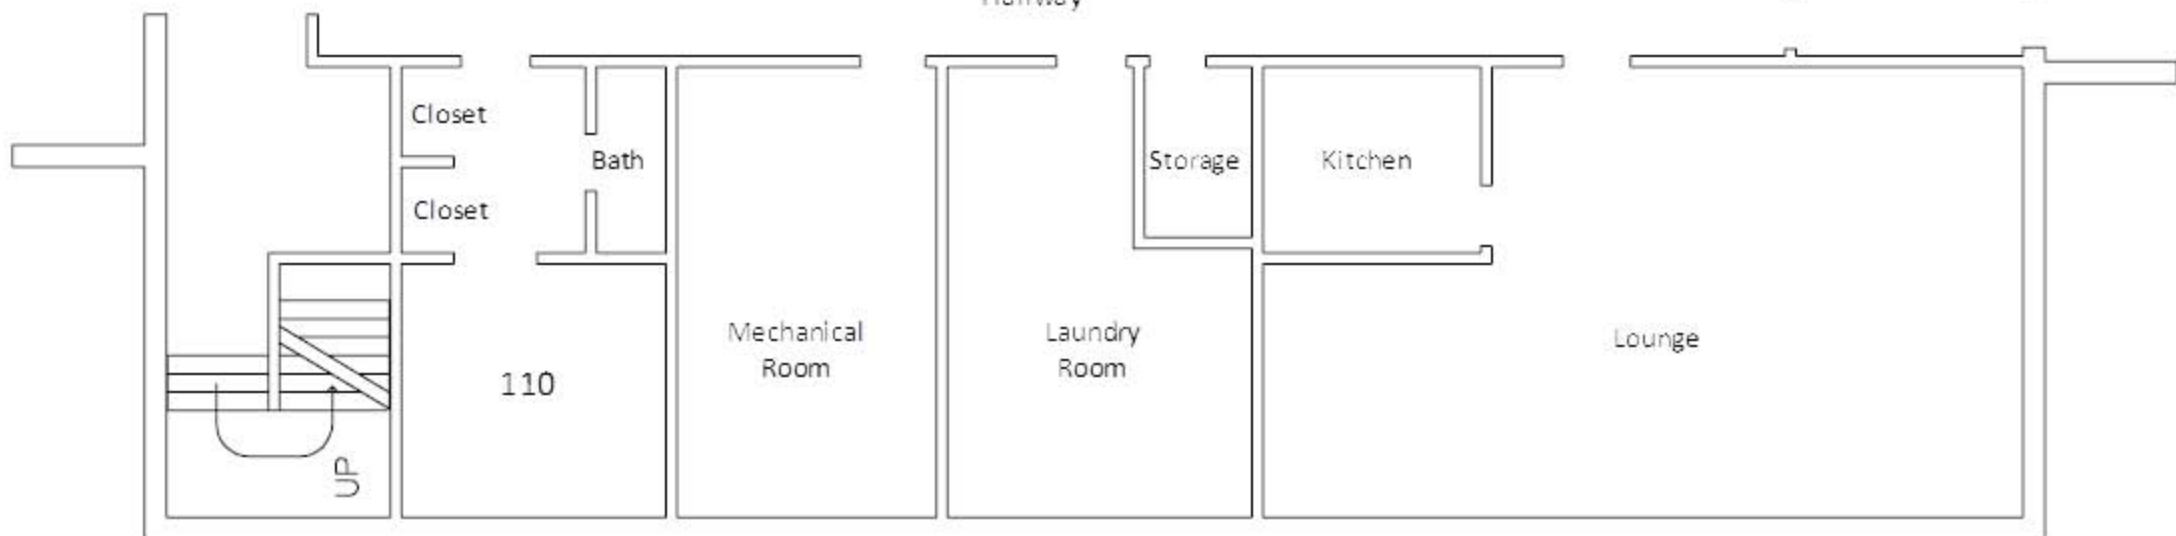 Closet
Bath
Storage
Kitchen
Closet
Mechanical
Room
Laundry
Room
Lounge
110
UP